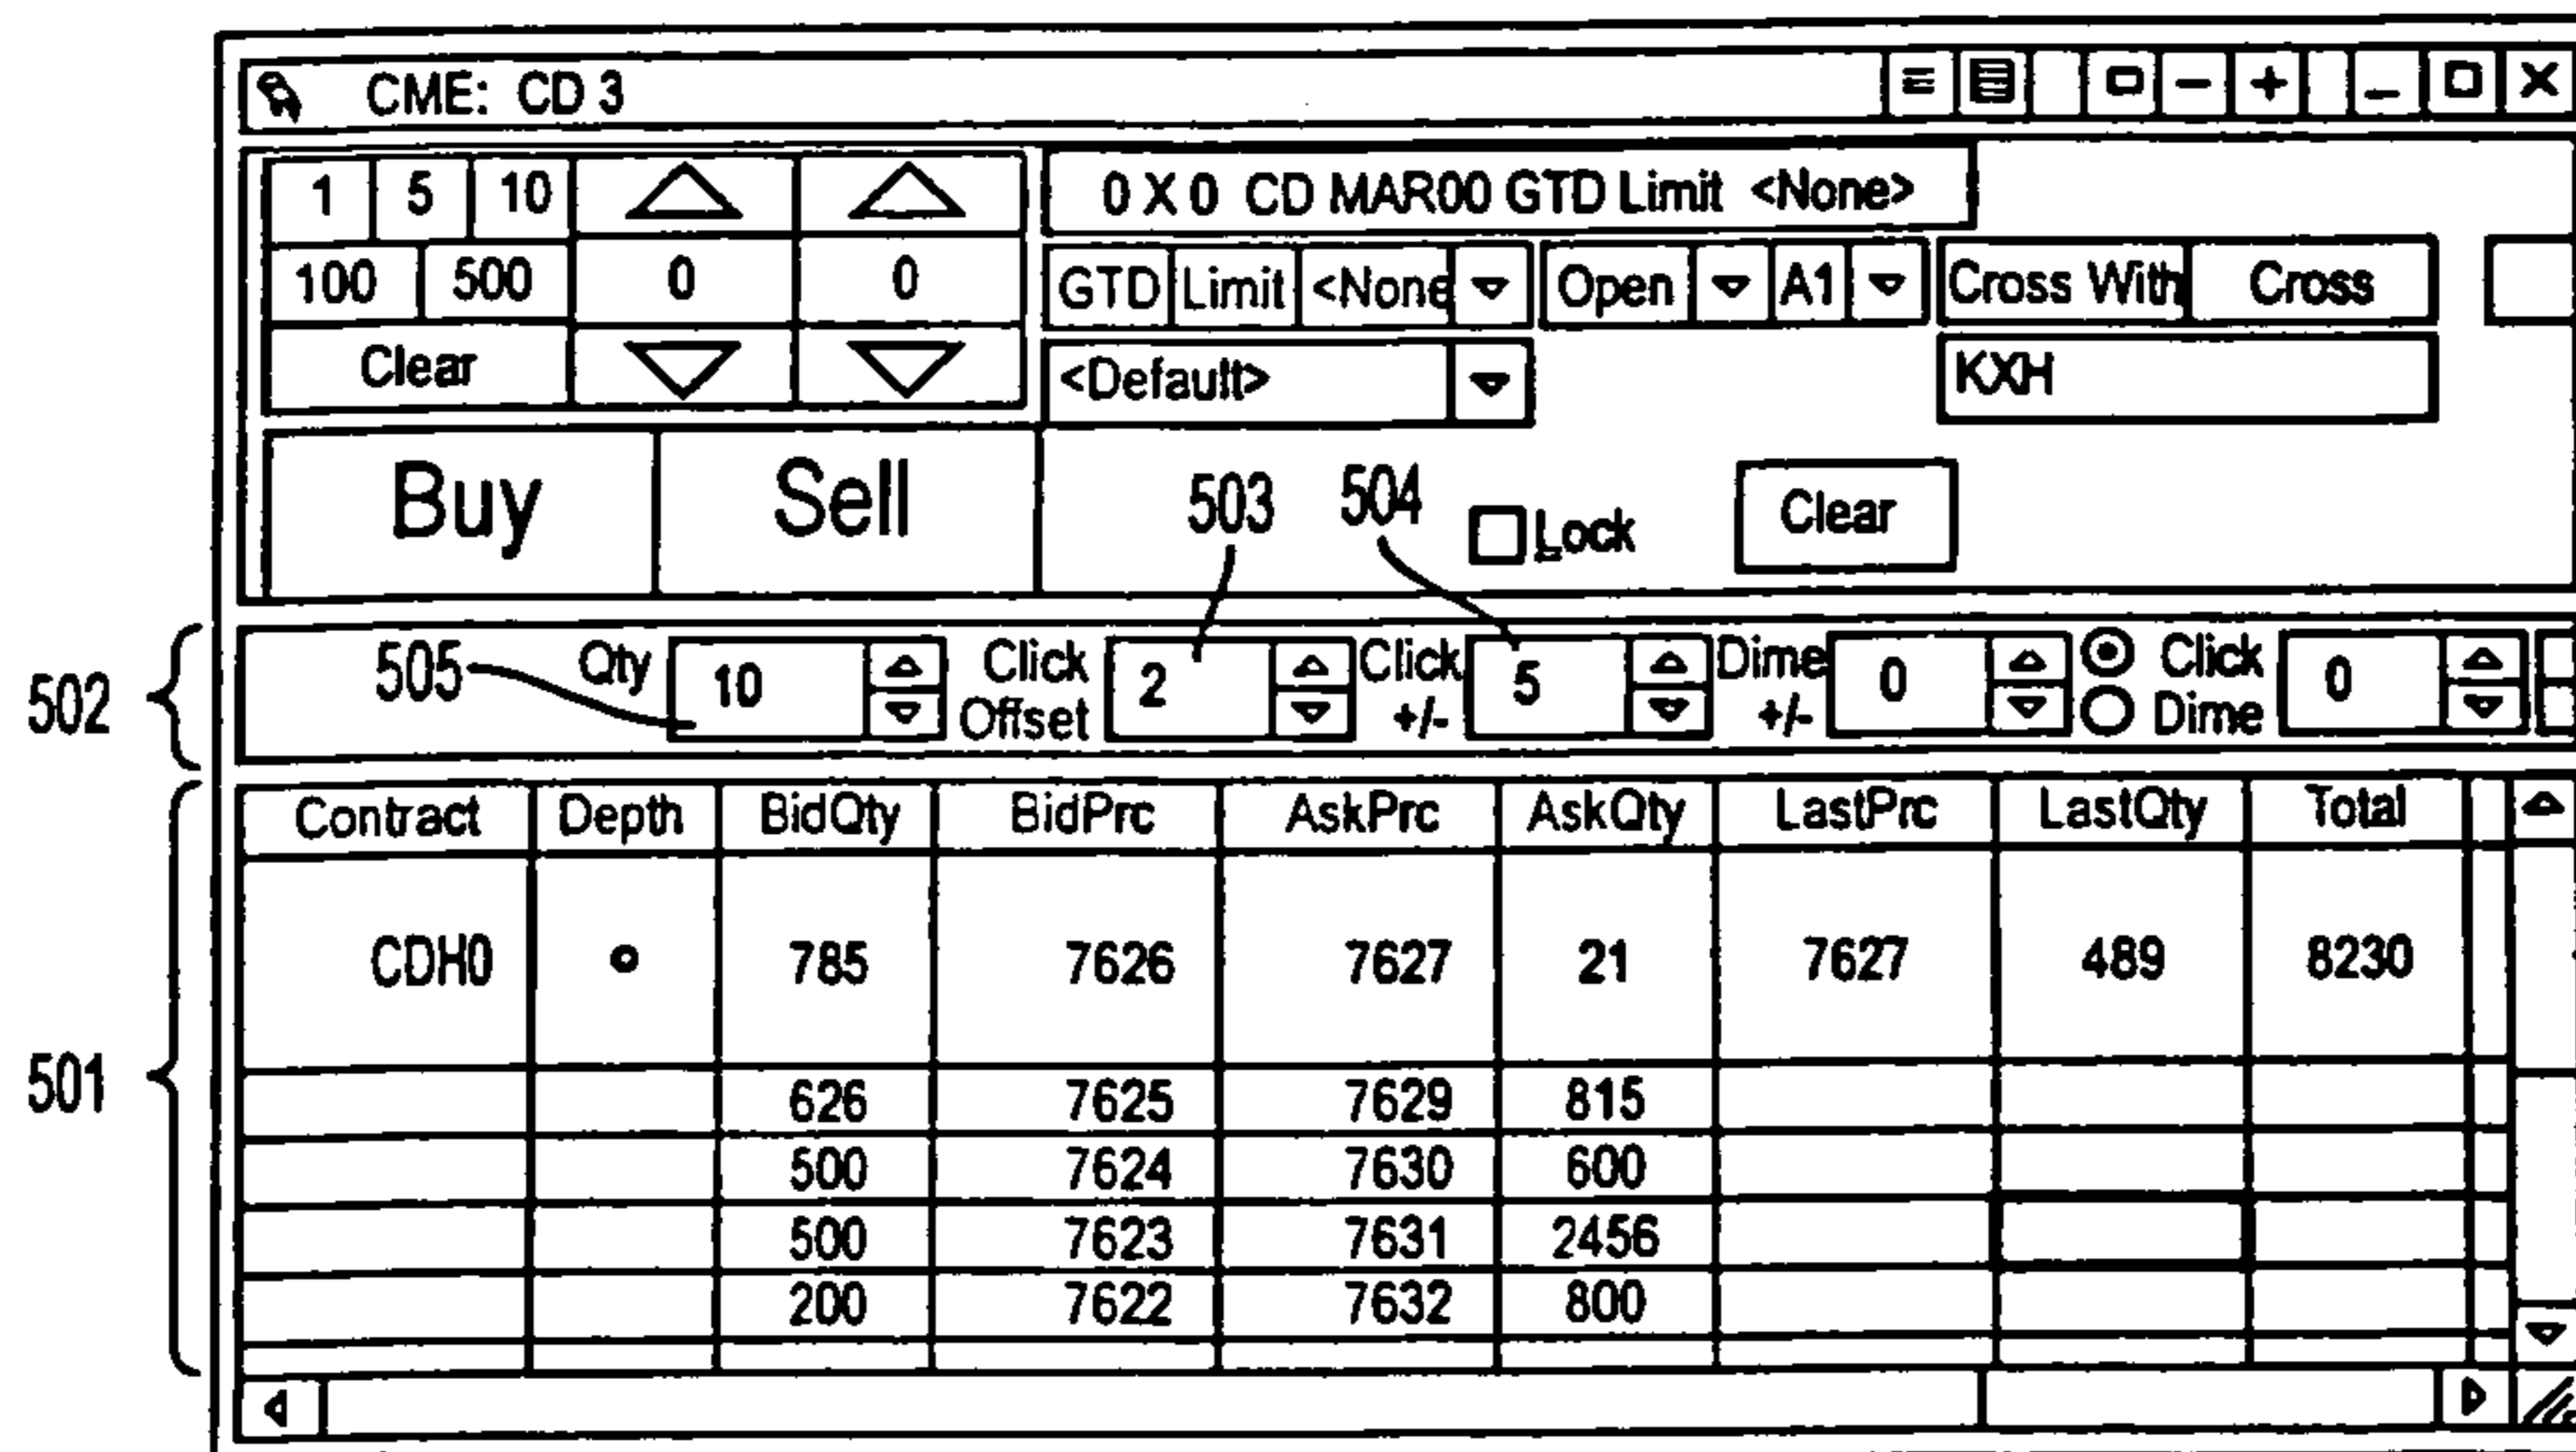 CME: CD 3
1 5 10
0 X 0 CD MAR00 GTD Limit <None>
100 500 0 0
GTD Limit <None Open A1 Cross With Cross
Clear
<Default> KXH
Buy Sell 503 504 Lock Clear
502 505 Qty 10 Click Offset 2 Click +/- 5 Dime +/- 0 Click Dime 0
501
Contract Depth BidQty BidPrc AskPrc AskQty LastPrc LastQty Total
CDH0 785 7626 7627 21 7627 489 8230
626 7625 7629 815
500 7624 7630 600
500 7623 7631 2456
200 7622 7632 800